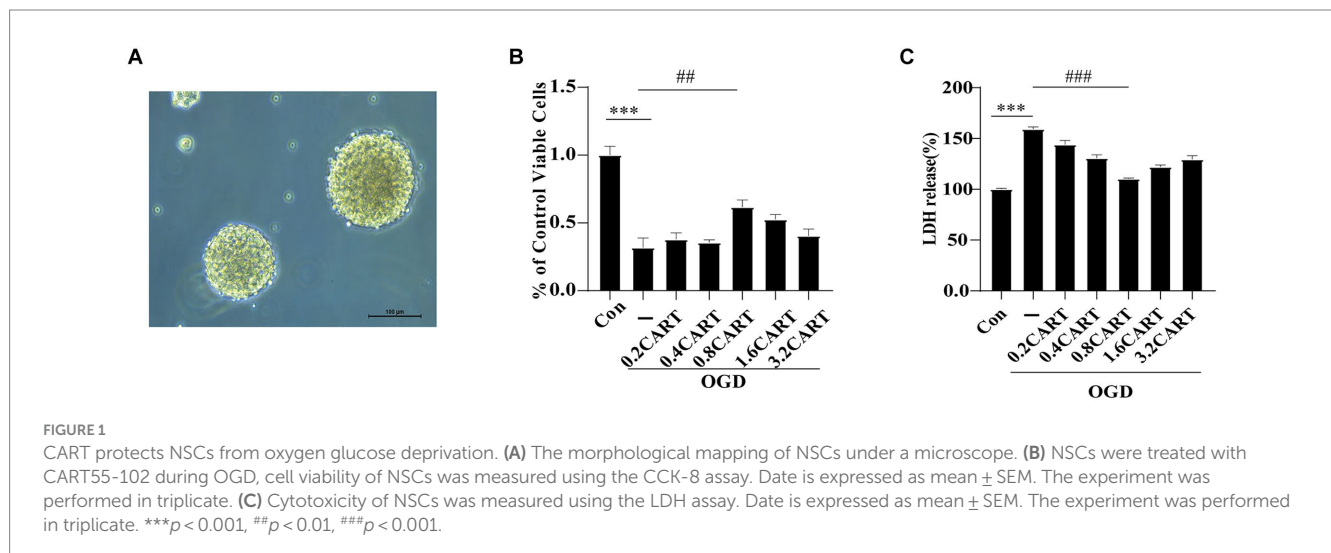 A
100 μm
B
##
***
% of Control Viable Cells
1.5
1.0
0.5
0.0
Con
—
0.2CART
0.4CART
0.8CART
1.6CART
3.2CART
OGD
C
###
***
LDH release(%)
200
150
100
50
0.0
Con
—
0.2CART
0.4CART
0.8CART
1.6CART
3.2CART
OGD
FIGURE 1
CART protects NSCs from oxygen glucose deprivation. (A) The morphological mapping of NSCs under a microscope. (B) NSCs were treated with
CART55-102 during OGD, cell viability of NSCs was measured using the CCK-8 assay. Date is expressed as mean ± SEM. The experiment was
performed in triplicate. (C) Cytotoxicity of NSCs was measured using the LDH assay. Date is expressed as mean ± SEM. The experiment was performed
in triplicate. ***p < 0.001, ##p < 0.01, ###p < 0.001.